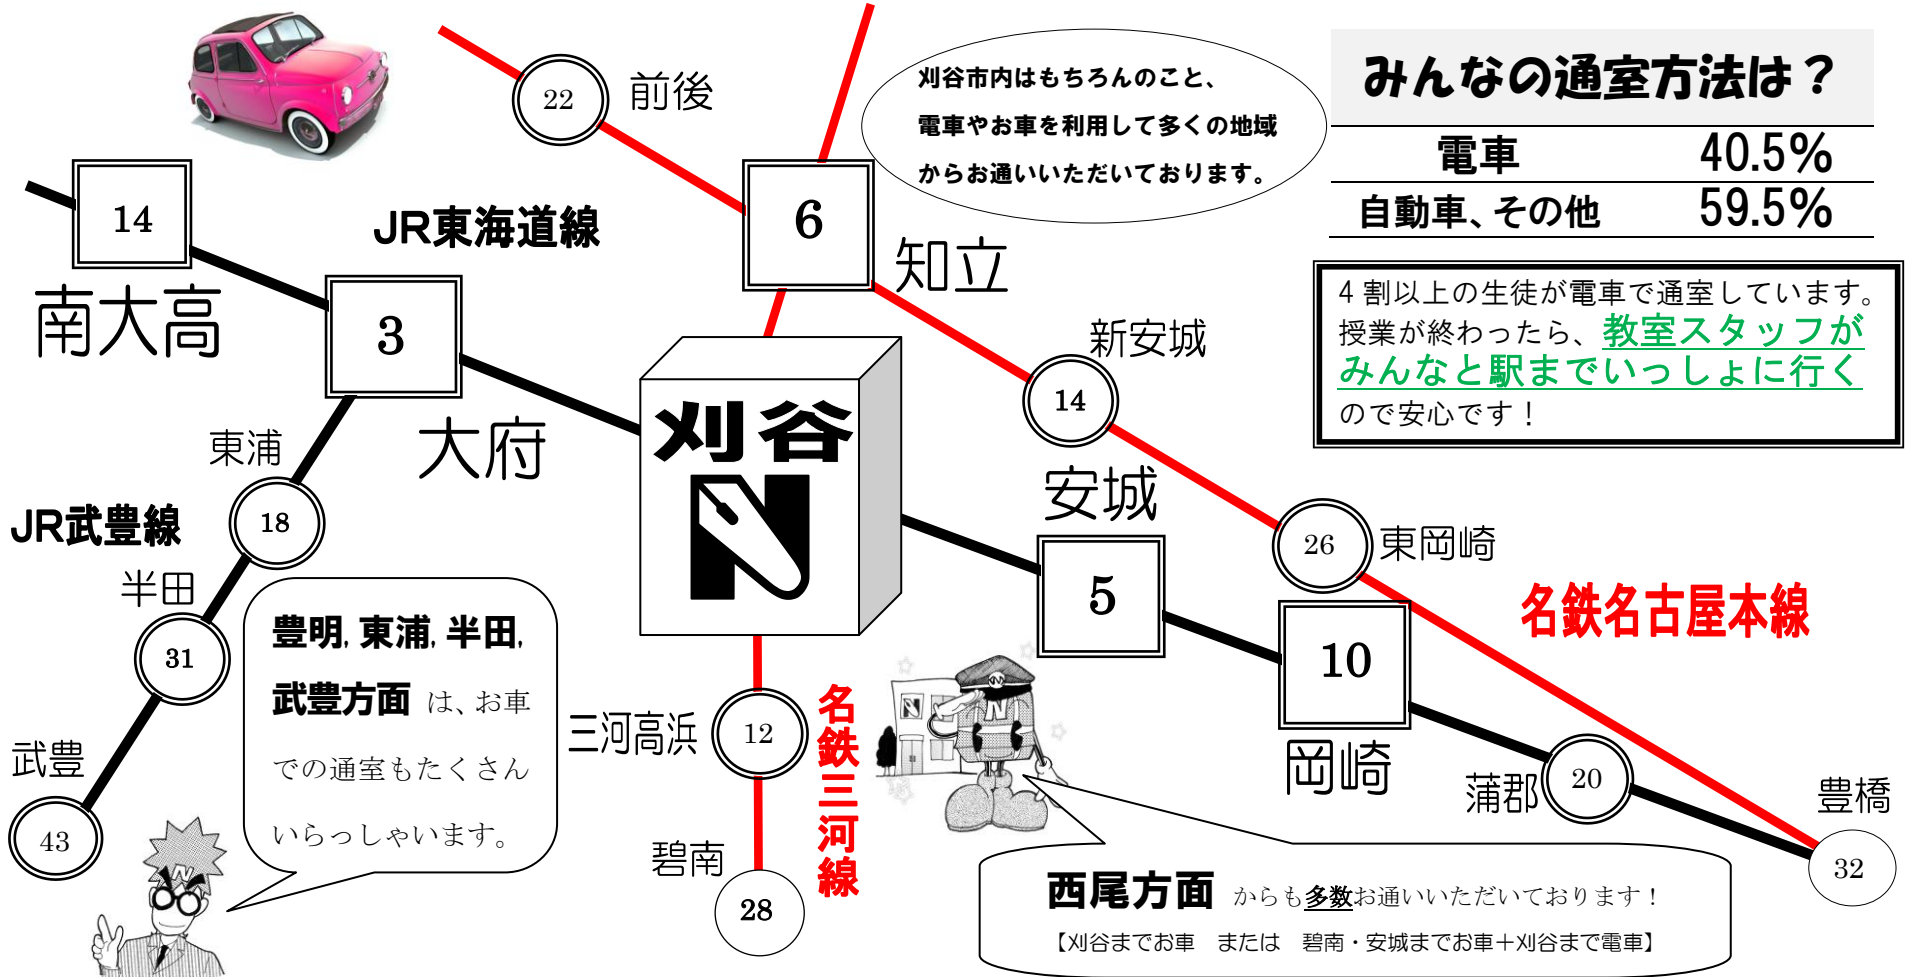 22
前後
刈谷市内はもちろんのこと、
電車やお車を利用して多くの地域
からお通いいただいております。
みんなの通室方法は？
電車 40.5%
自動車、その他 59.5%
14
南大高
JR東海道線
6
知立
3
大府
4割以上の生徒が電車で通室しています。
授業が終わったら、教室スタッフが
みんなと駅までいっしょに行く
ので安心です！
新安城
14
刈谷
N
東浦
18
JR武豊線
半田
31
武豊
43
安城
5
26
東岡崎
名鉄名古屋本線
10
岡崎
蒲郡
20
豊橋
32
豊明, 東浦, 半田,
武豊方面 は、お車
での通室もたくさん
いらっしゃいます。
三河高浜
12
名鉄三河線
碧南
28
N
N
N
西尾方面 からも多数お通いいただいております！
【刈谷までお車　または　碧南・安城までお車＋刈谷まで電車】